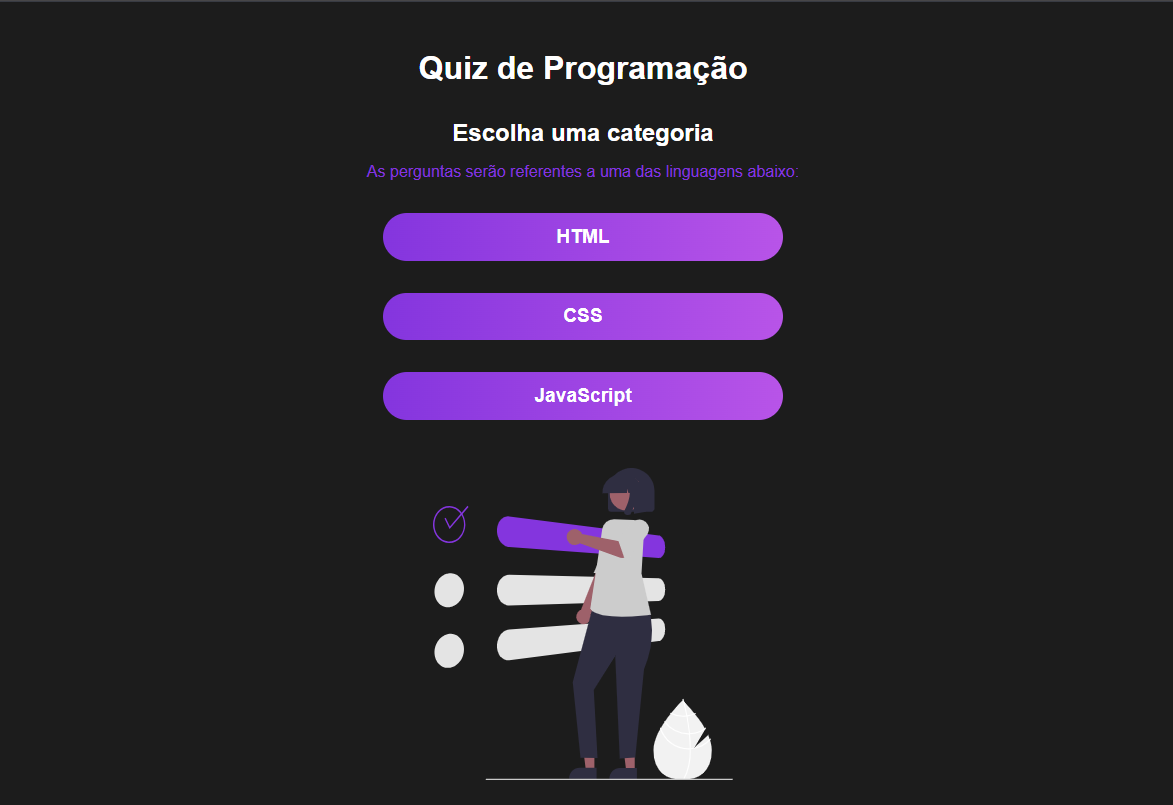 Quiz de Programação
Escolha uma categoria
As perguntas serão referentes a uma das linguagens abaixo:
HTML
CSS
JavaScript